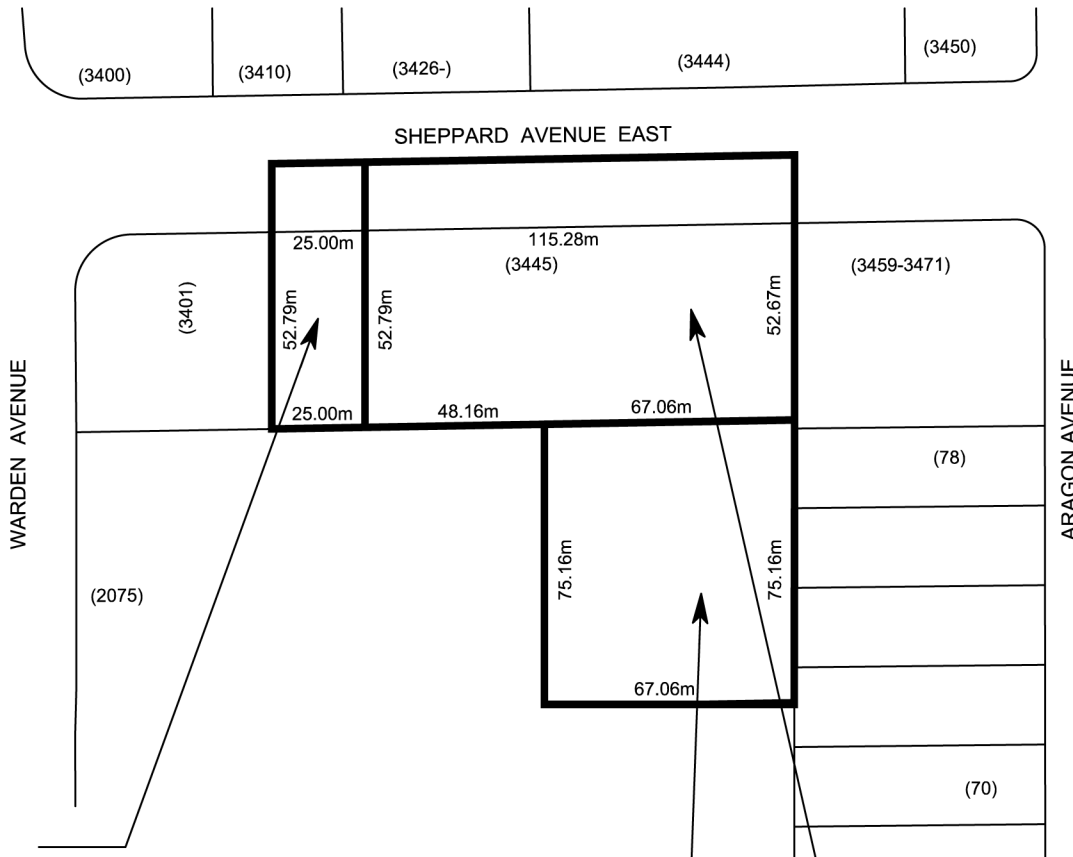 (3400)
(3410)
(3426-)
(3444)
(3450)
SHEPPARD AVENUE EAST
25.00m
115.28m
(3445)
(3459-3471)
(3401)
52.79m
52.79m
52.67m
25.00m
48.16m
67.06m
WARDEN AVENUE
ARAGON AVENUE
(78)
75.16m
75.16m
(2075)
67.06m
(70)